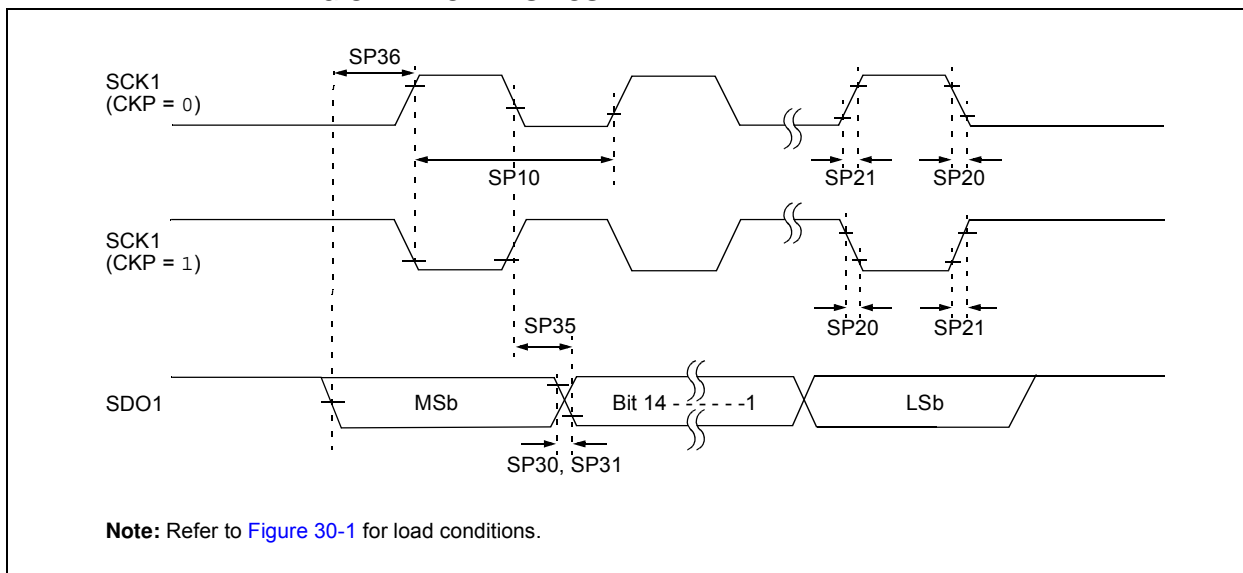 SP36
SCK1
(CKP = 0)
SP10
SP21
SP20
SCK1
(CKP = 1)
SP35
SP20
SP21
SDO1
MSb
Bit 14 - - - - - -1
LSb
SP30, SP31
Note: Refer to Figure 30-1 for load conditions.